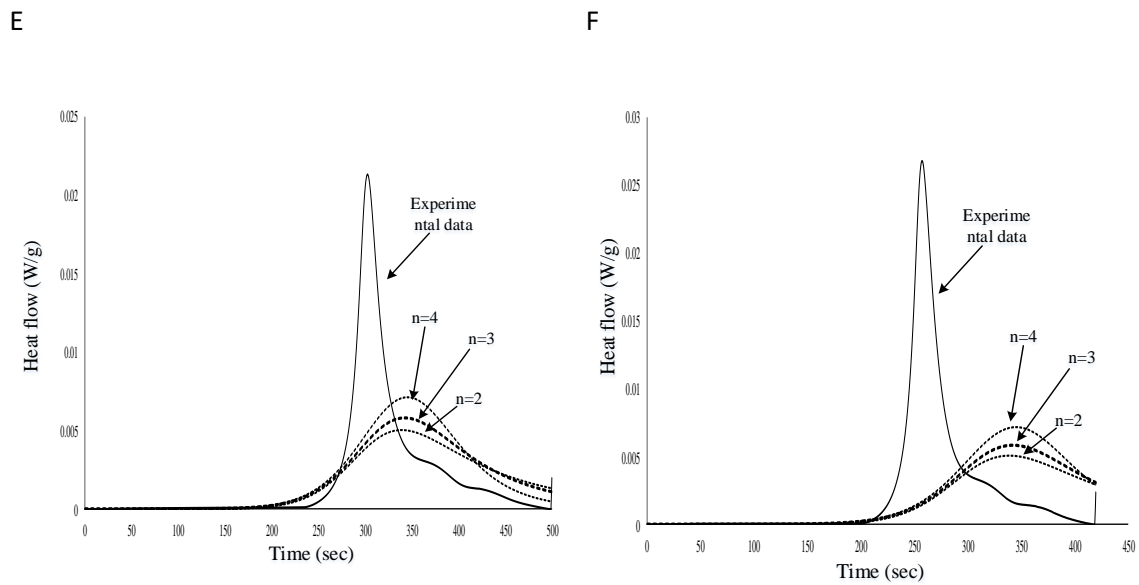 E
F
0.025
0.02
0.015
0.01
0.005
0
Heat flow (W/g)
Experime
ntal data
n=4
n=3
n=2
0 50 100 150 200 250 300 350 400 450 500
Time (sec)
0.03
0.025
0.02
0.015
0.01
0.005
0
Heat flow (W/g)
Experime
ntal data
n=4
n=3
n=2
0 50 100 150 200 250 300 350 400 450
Time (sec)